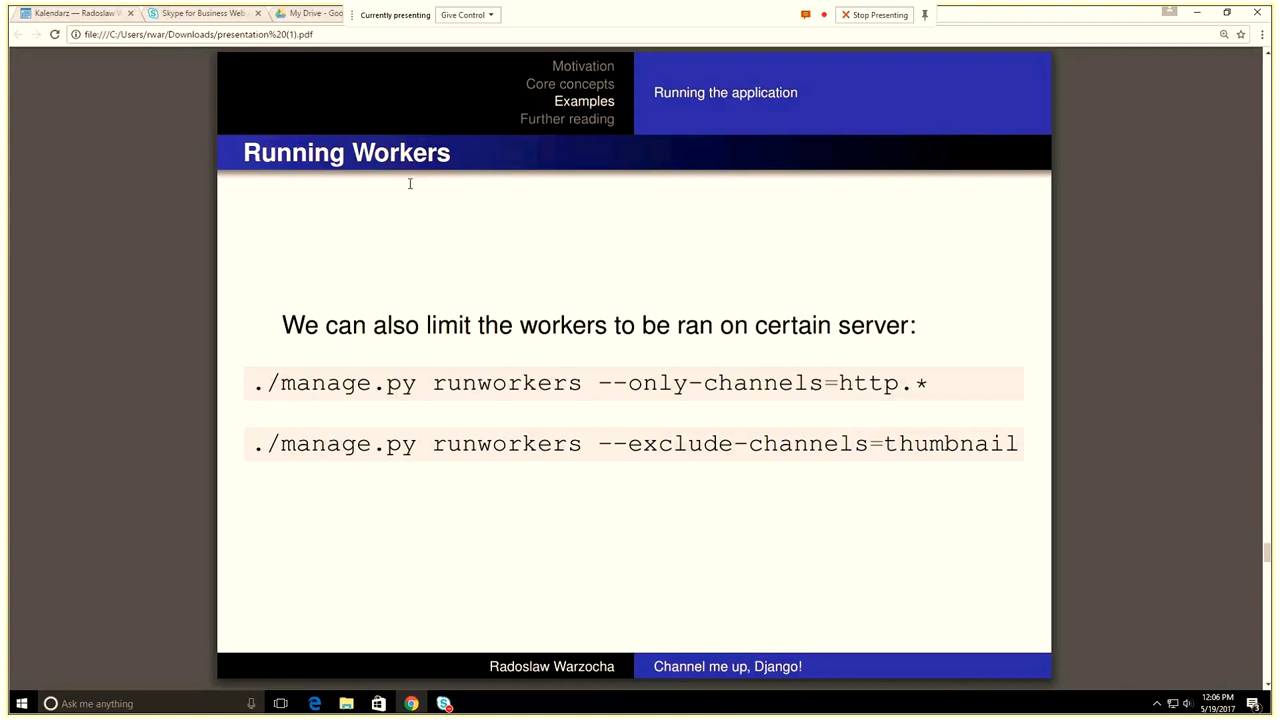 Kalendarz — Radoslaw W
Skype for Business Web
My Drive - Goo
Currently presenting
Give Control
Stop Presenting
file:///C:/Users/rwar/Downloads/presentation%20(1).pdf
Motivation
Core concepts
Examples
Further reading
Running the application
Running Workers
We can also limit the workers to be ran on certain server:
./manage.py runworkers --only-channels=http.*
./manage.py runworkers --exclude-channels=thumbnail
Radoslaw Warzocha
Channel me up, Django!
Ask me anything
12:06 PM
5/19/2017